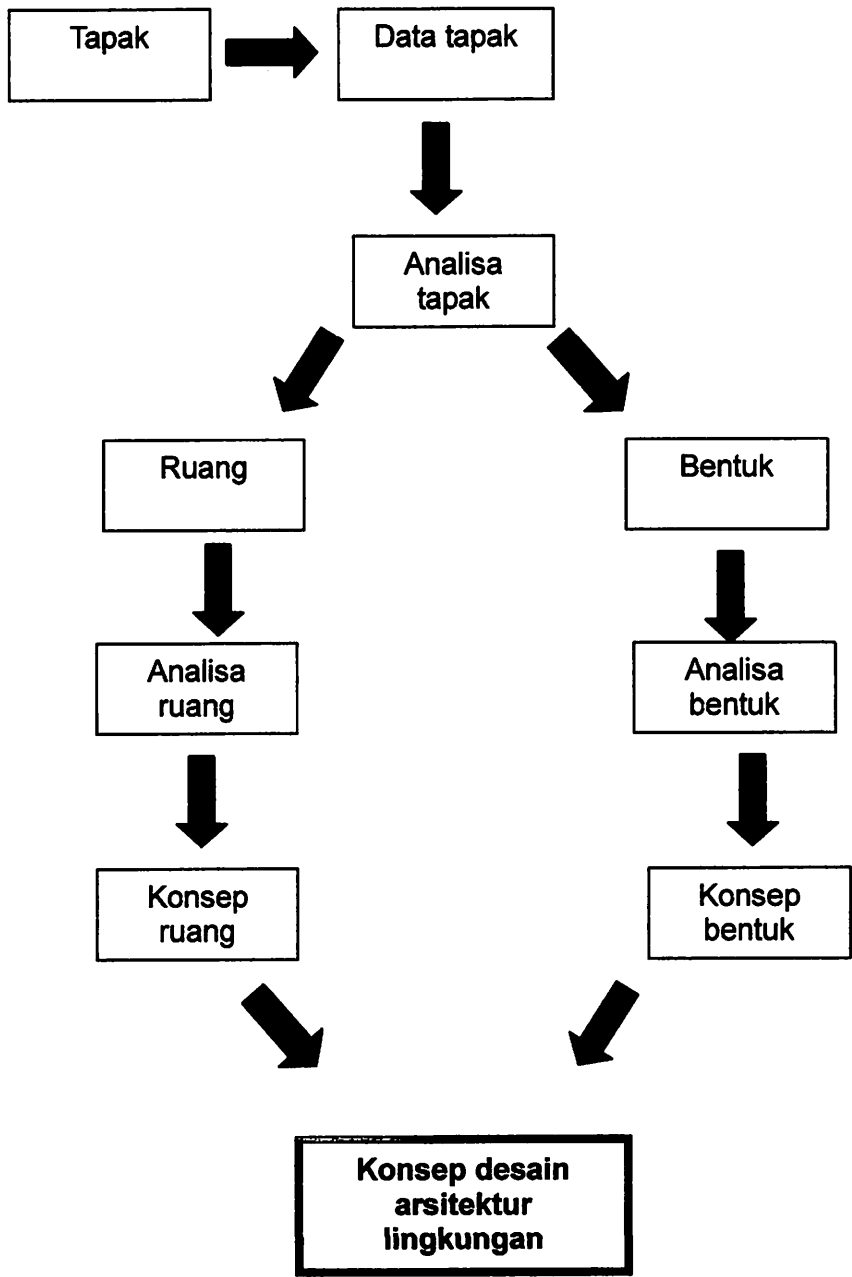 Tapak
Data tapak
Analisa
tapak
Ruang
Bentuk
Analisa
ruang
Analisa
bentuk
Konsep
ruang
Konsep
bentuk
Konsep desain
arsitektur
lingkungan